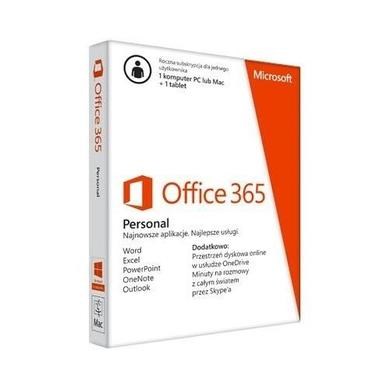 Roczna subskrypcja dla jednego
użytkownika
1 komputer PC lub Mac
+ 1 tablet
Microsoft
Office 365
Personal
Najnowsze aplikacje. Najlepsze usługi.
Word
Excel
PowerPoint
OneNote
Outlook
Dodatkowo:
Przestrzeń dyskowa online
w usłudze OneDrive
Minuty na rozmowy
z całym światem
przez Skype'a
Office 365
Personal
Mac